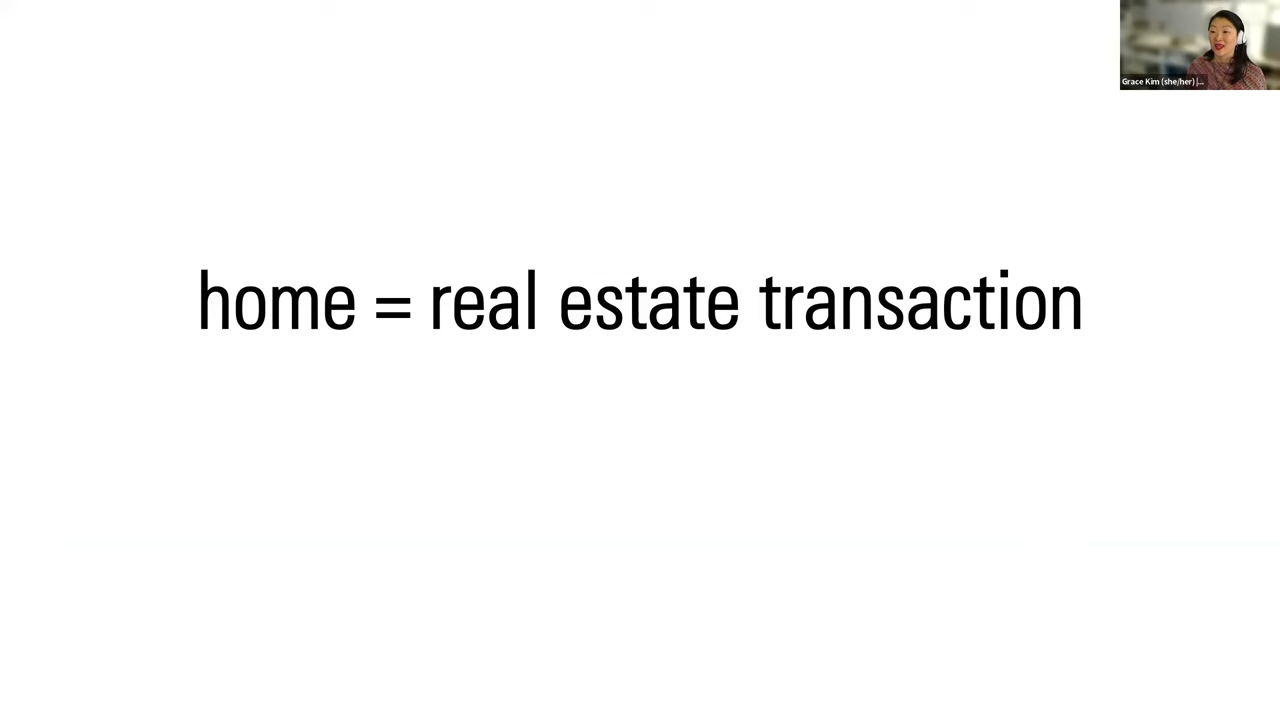 Grace Kim (she/her) |...
home = real estate transaction